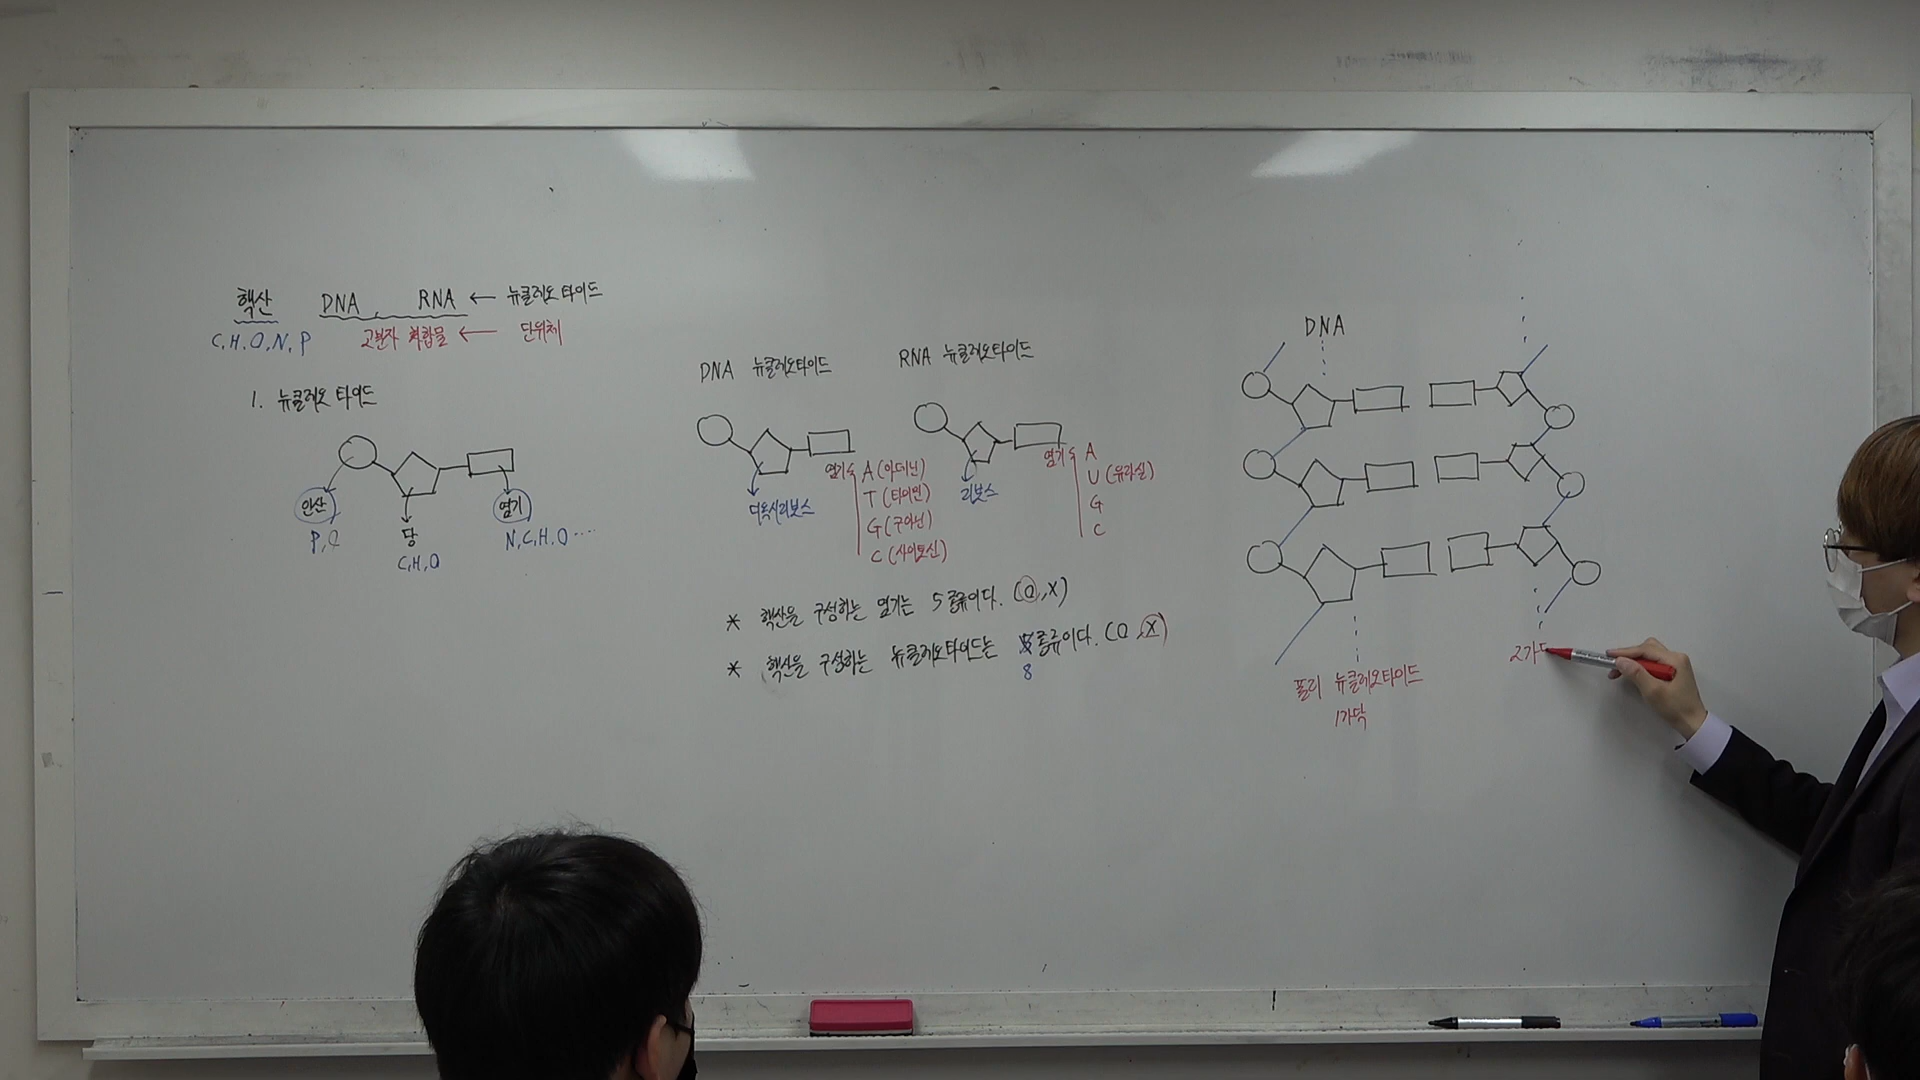 핵산 DNA, RNA ← 뉴클레오타이드
C, H, O, N, P 고분자 화합물 ← 단위체
1. 뉴클레오타이드
인산 당 염기
P, O C,H,O N,C,H,O ····
DNA 뉴클레오타이드
염기 A (아데닌)
T (타이민)
G (구아닌)
C (사이토신)
디옥시리보스
RNA 뉴클레오타이드
염기 A
U (유라실)
G
C
리보스
* 핵산을 구성하는 염기는 5종류이다. (O, X)
* 핵산을 구성하는 뉴클레오타이드는 종류이다. (O, X)
8
DNA
폴리 뉴클레오타이드
1가닥
2가